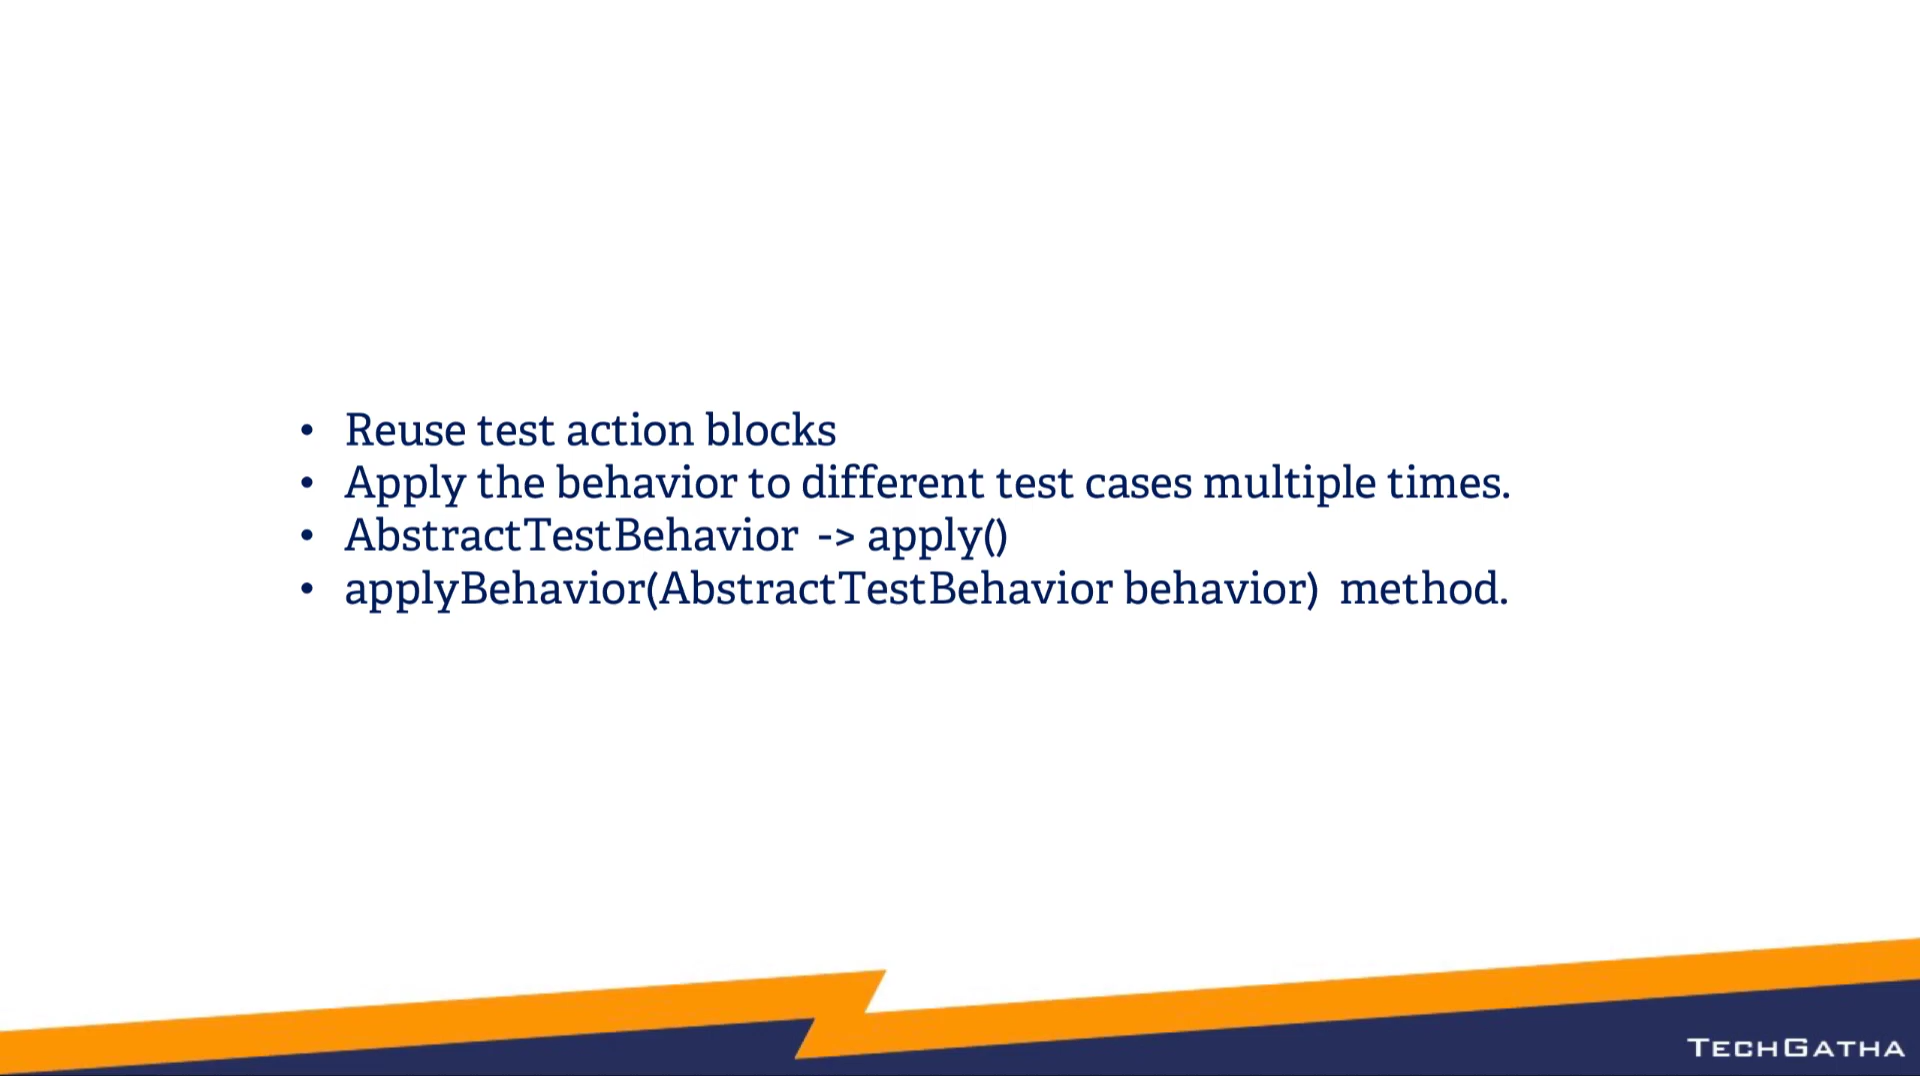 • Reuse test action blocks
• Apply the behavior to different test cases multiple times.
• AbstractTestBehavior -> apply()
• applyBehavior(AbstractTestBehavior behavior) method.
TECHGATHA